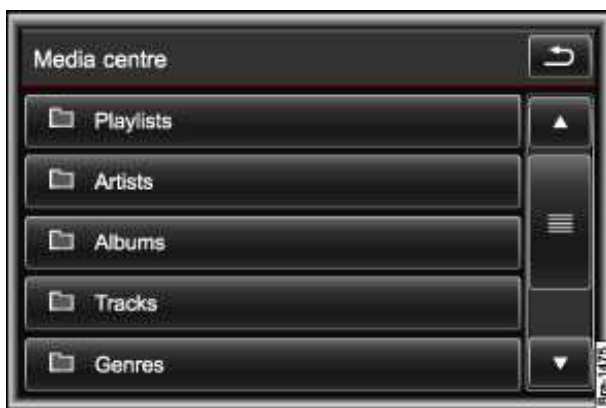 Media centre
Playlists
Artists
Albums
Tracks
Genres